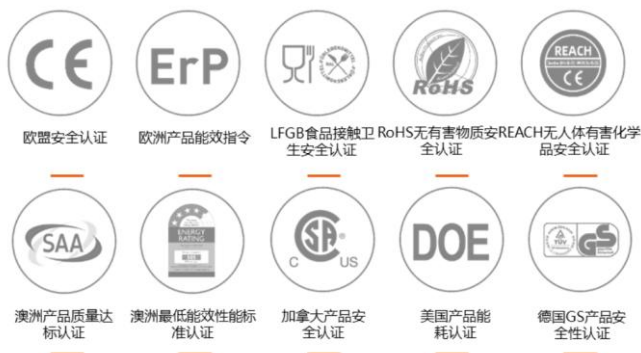 CE
ErP
RoHS
REACH
CE
欧盟安全认证
欧洲产品能效指令
LFGB食品接触卫
生安全认证
RoHS无有害物质安
全认证
REACH无人体有害化学
品安全认证
SAA
ENERGY
RATING
CSA®
C US
DOE
TÜV
GS
澳洲产品质量达
标认证
澳洲最低能效性能标
准认证
加拿大产品安
全认证
美国产品能
耗认证
德国GS产品安
全性认证